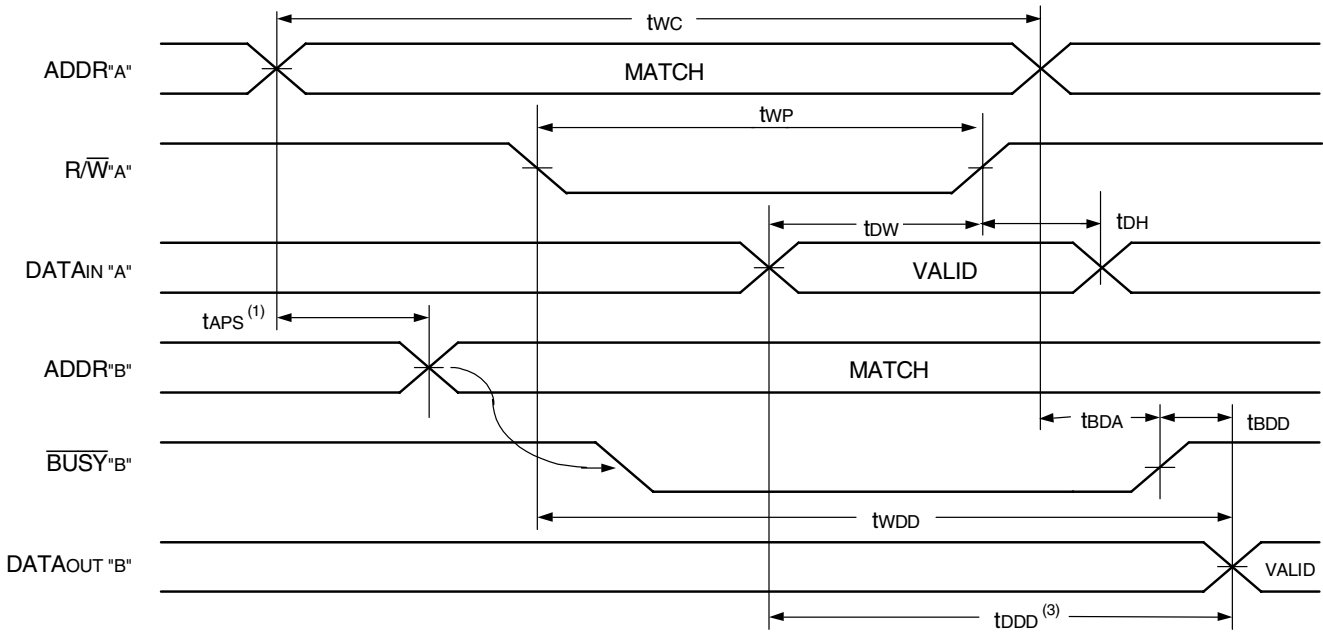 tWC
ADDR"A"
MATCH
tWP
R/W̅"A"
tDW
tDH
DATAIN "A"
VALID
tAPS (1)
ADDR"B"
MATCH
tBDA
tBDD
B̅U̅S̅Y̅"B"
tWDD
DATAOUT "B"
VALID
tDDD (3)